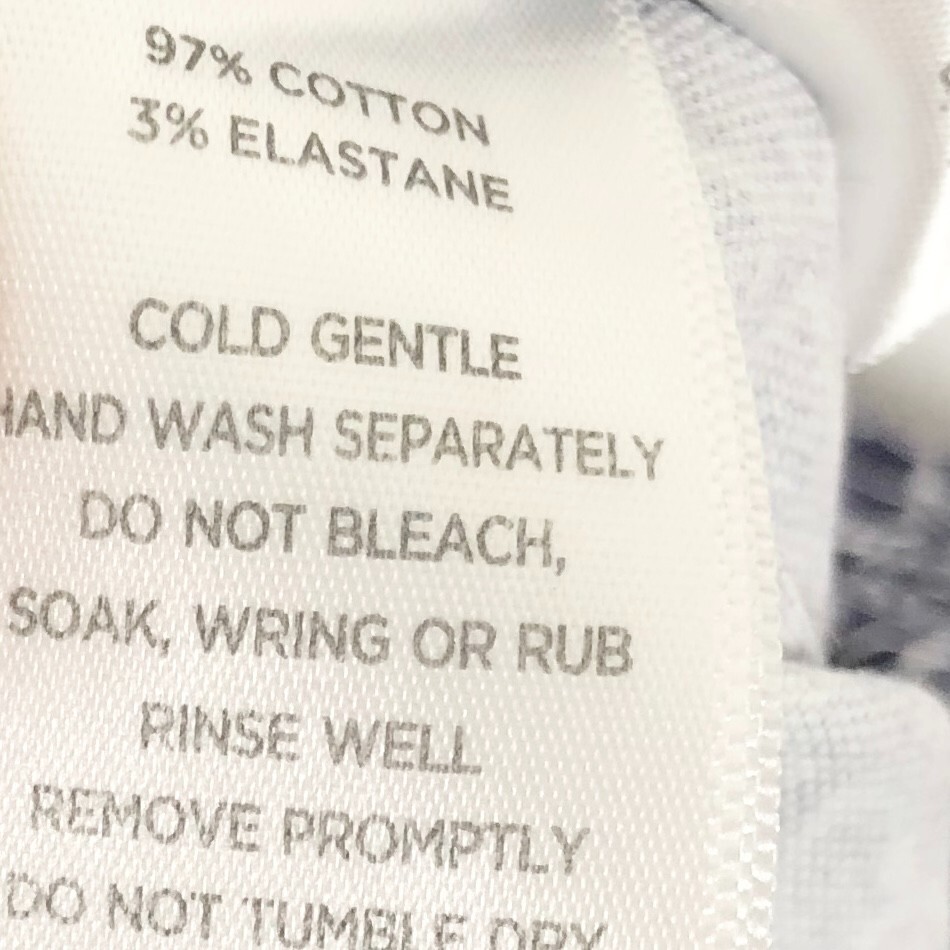 97% COTTON
3% ELASTANE
COLD GENTLE
HAND WASH SEPARATELY
DO NOT BLEACH,
SOAK, WRING OR RUB
RINSE WELL
REMOVE PROMPTLY
DO NOT TUMBLE DRY